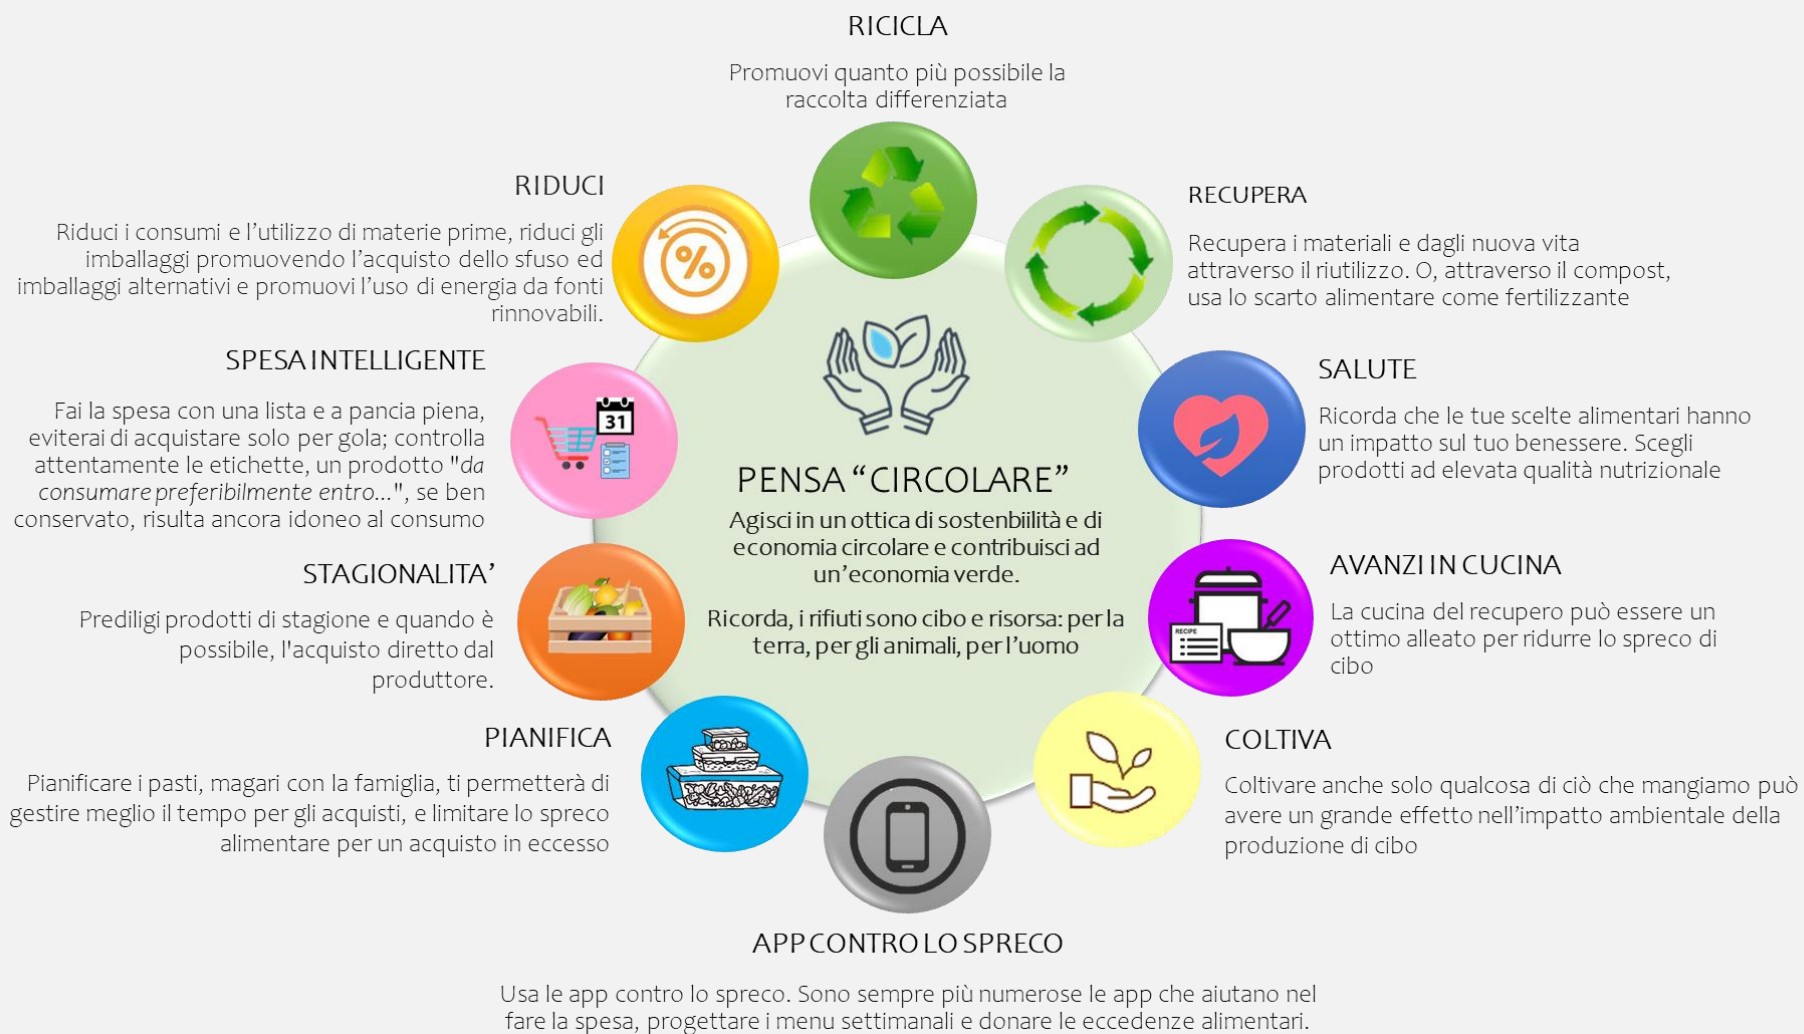 RICICLA
Promuovi quanto più possibile la
raccolta differenziata
RIDUCI
Riduci i consumi e l’utilizzo di materie prime, riduci gli
imballaggi promuovendo l’acquisto dello sfuso ed
imballaggi alternativi e promuovi l’uso di energia da fonti
rinnovabili.
%
RECUPERA
Recupera i materiali e dagli nuova vita
attraverso il riutilizzo. O, attraverso il compost,
usa lo scarto alimentare come fertilizzante
SPESA INTELLIGENTE
Fai la spesa con una lista e a pancia piena,
eviterai di acquistare solo per gola; controlla
attentamente le etichette, un prodotto "da
consumare preferibilmente entro...", se ben
conservato, risulta ancora idoneo al consumo
31
SALUTE
Ricorda che le tue scelte alimentari hanno
un impatto sul tuo benessere. Scegli
prodotti ad elevata qualità nutrizionale
PENSA “CIRCOLARE”
Agisci in un ottica di sostenbiilità e di
economia circolare e contribuisci ad
un’economia verde.
Ricorda, i rifiuti sono cibo e risorsa: per la
terra, per gli animali, per l’uomo
STAGIONALITA’
Prediligi prodotti di stagione e quando è
possibile, l'acquisto diretto dal
produttore.
AVANZI IN CUCINA
La cucina del recupero può essere un
ottimo alleato per ridurre lo spreco di
cibo
RECIPE
PIANIFICA
Pianificare i pasti, magari con la famiglia, ti permetterà di
gestire meglio il tempo per gli acquisti, e limitare lo spreco
alimentare per un acquisto in eccesso
COLTIVA
Coltivare anche solo qualcosa di ciò che mangiamo può
avere un grande effetto nell’impatto ambientale della
produzione di cibo
APP CONTRO LO SPRECO
Usa le app contro lo spreco. Sono sempre più numerose le app che aiutano nel
fare la spesa, progettare i menu settimanali e donare le eccedenze alimentari.